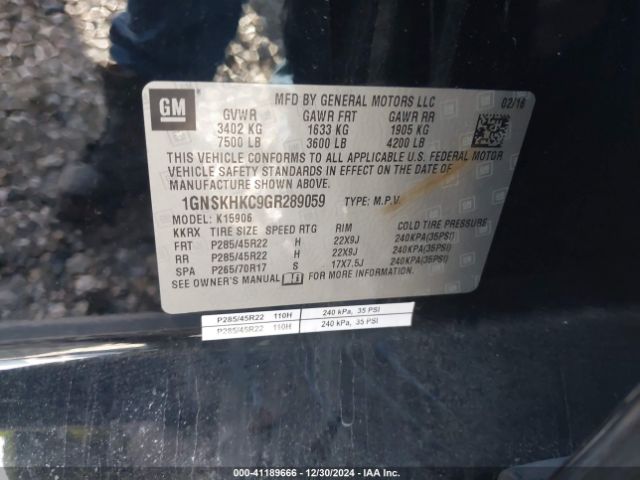 GM
MFD BY GENERAL MOTORS LLC 02/16
GVWR GAWR FRT GAWR RR
3402 KG 1633 KG 1905 KG
7500 LB 3600 LB 4200 LB
THIS VEHICLE CONFORMS TO ALL APPLICABLE U.S. FEDERAL MOTOR
VEHICLE SAFETY STANDARDS IN EFFECT ON THE DATE OF
MANUFACTURE SHOWN ABOVE.
1GNSKHKC9GR289059 TYPE: M.P.V.
MODEL: K15906
KKRX TIRE SIZE SPEED RTG RIM COLD TIRE PRESSURE
FRT P285/45R22 H 22X9J 240KPA(35PSI)
RR P285/45R22 H 22X9J 240KPA(35PSI)
SPA P265/70R17 S 17X7.5J 240KPA(35PSI)
SEE OWNER'S MANUAL FOR MORE INFORMATION.
P285/45R22 110H 240 kPa, 35 PSI
P285/45R22 110H 240 kPa, 35 PSI
000-41189666 - 12/30/2024 - IAA Inc.